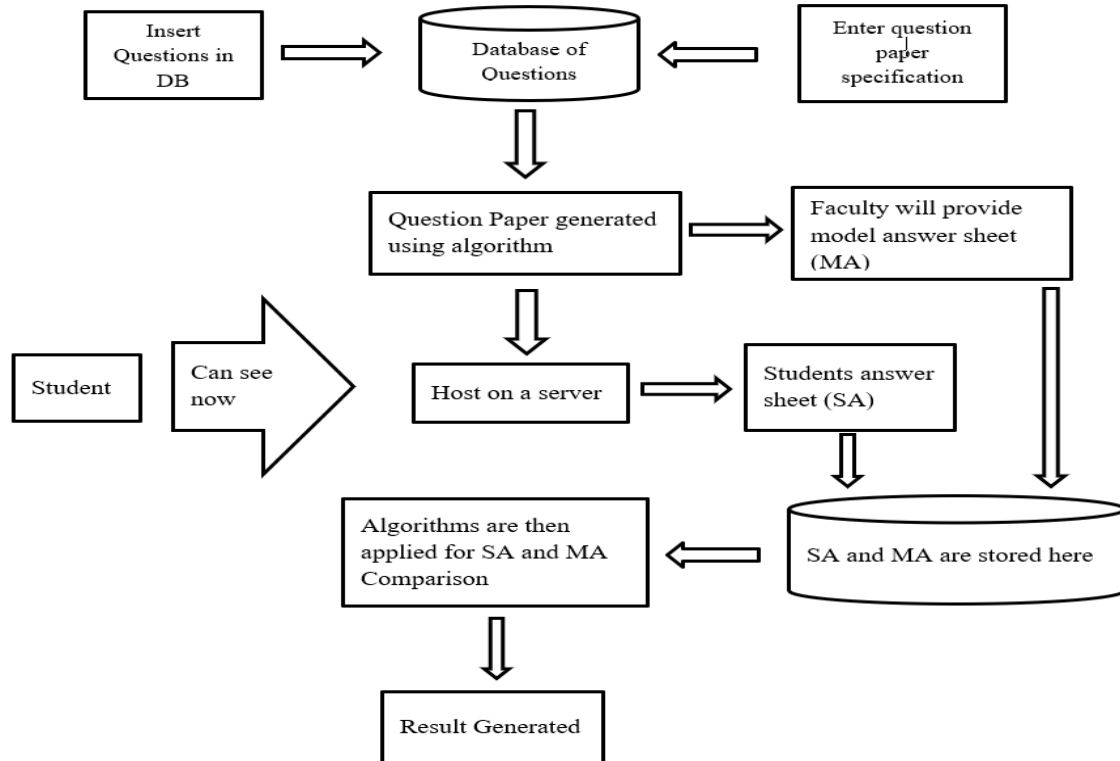 Insert
Questions in
DB
Database of
Questions
Enter question
paper
specification
Question Paper generated
using algorithm
Faculty will provide
model answer sheet
(MA)
Student
Can see
now
Host on a server
Students answer
sheet (SA)
Algorithms are then
applied for SA and MA
Comparison
SA and MA are stored here
Result Generated